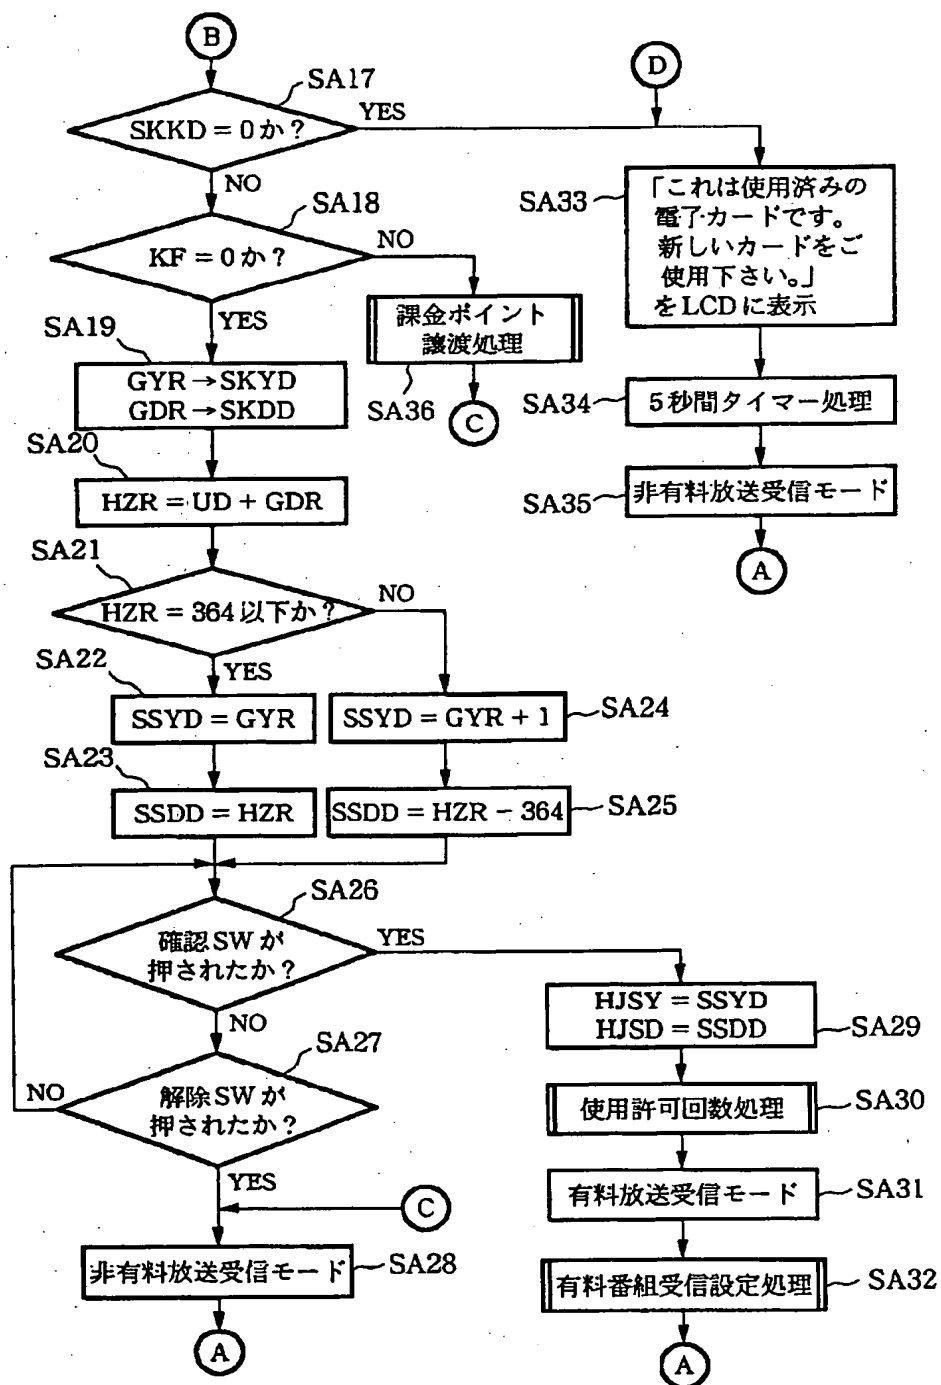 B
SA17
SKKD = 0か?
YES
NO
D
SA33
「これは使用済みの
電子カードです。
新しいカードをご
使用下さい。」
をLCDに表示
SA18
KF = 0か?
NO
YES
課金ポイント
譲渡処理
SA36
C
SA19
GYR→SKYD
GDR→SKDD
SA34
5秒間タイマー処理
SA20
HZR = UD + GDR
SA35
非有料放送受信モード
A
SA21
HZR = 364以下か?
NO
YES
SA22
SSYD = GYR
SSYD = GYR + 1
SA24
SA23
SSDD = HZR
SSDD = HZR − 364
SA25
SA26
確認SWが
押されたか?
YES
NO
HJSY = SSYD
HJSD = SSDD
SA29
SA27
解除SWが
押されたか?
NO
YES
使用許可回数処理
SA30
有料放送受信モード
SA31
C
非有料放送受信モード
SA28
有料番組受信設定処理
SA32
A
A